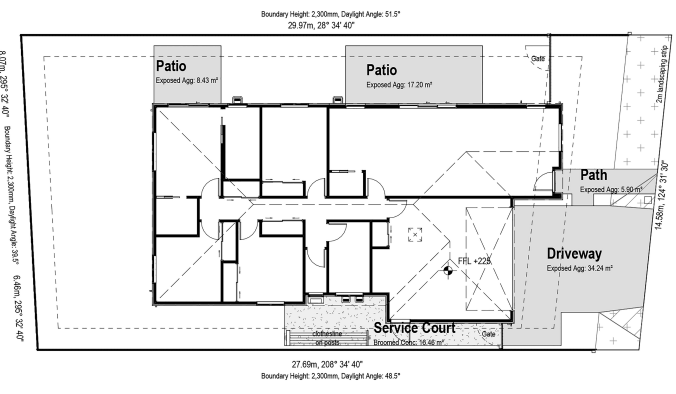 Boundary Height: 2,300mm, Daylight Angle: 51.5°
29.97m, 28° 34' 40"
Gate
2m landscaping strip
8.07m, 295° 32' 40"
Patio
Exposed Agg: 8.43 m²
Patio
Exposed Agg: 17.20 m²
Boundary Height: 2,300mm, Daylight Angle: 39.5°
Path
Exposed Agg: 5.90 m²
14.58m, 124° 31' 30"
Driveway
Exposed Agg: 34.24 m²
FFL +225
6.46m, 295° 32' 40"
Service Court
Broomed Conc: 16.46 m²
clothesline
on posts
Gate
27.69m, 208° 34' 40"
Boundary Height: 2,300mm, Daylight Angle: 48.5°